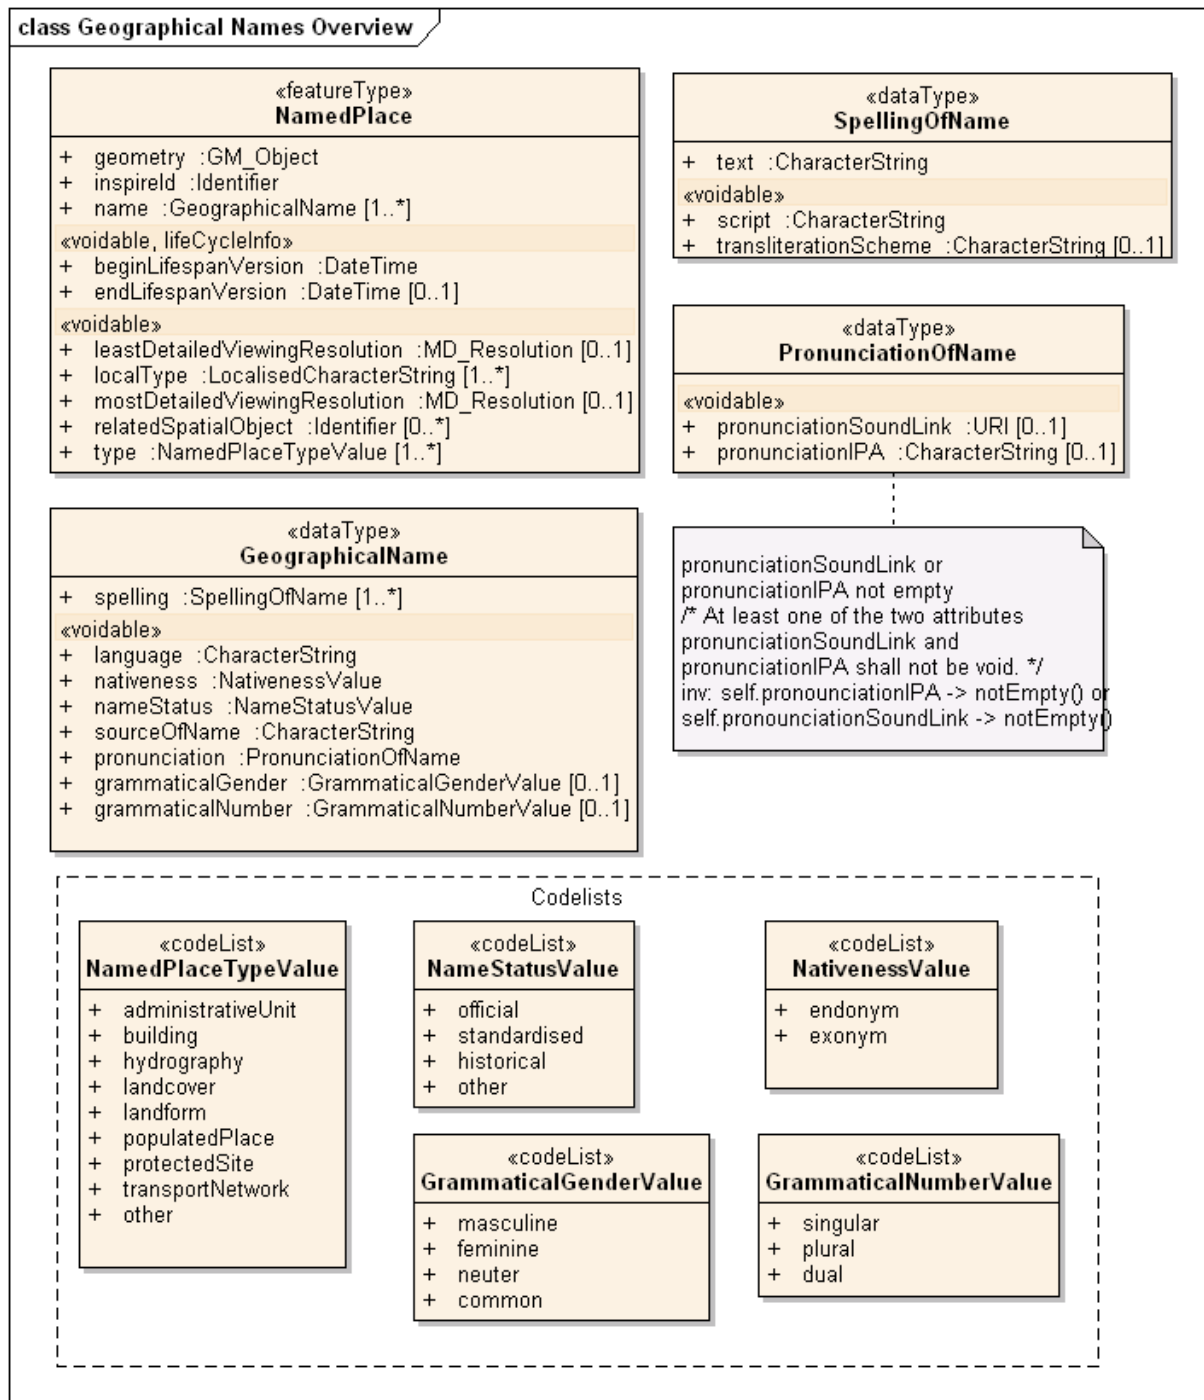 class Geographical Names Overview
«featureType»
NamedPlace
+ geometry :GM_Object
+ inspireId :Identifier
+ name :GeographicalName [1..*]
«voidable, lifeCycleInfo»
+ beginLifespanVersion :DateTime
+ endLifespanVersion :DateTime [0..1]
«voidable»
+ leastDetailedViewingResolution :MD_Resolution [0..1]
+ localType :LocalisedCharacterString [1..*]
+ mostDetailedViewingResolution :MD_Resolution [0..1]
+ relatedSpatialObject :Identifier [0..*]
+ type :NamedPlaceTypeValue [1..*]
«dataType»
SpellingOfName
+ text :CharacterString
«voidable»
+ script :CharacterString
+ transliterationScheme :CharacterString [0..1]
«dataType»
PronunciationOfName
«voidable»
+ pronunciationSoundLink :URI [0..1]
+ pronunciationIPA :CharacterString [0..1]
«dataType»
GeographicalName
+ spelling :SpellingOfName [1..*]
«voidable»
+ language :CharacterString
+ nativeness :NativenessValue
+ nameStatus :NameStatusValue
+ sourceOfName :CharacterString
+ pronunciation :PronunciationOfName
+ grammaticalGender :GrammaticalGenderValue [0..1]
+ grammaticalNumber :GrammaticalNumberValue [0..1]
pronunciationSoundLink or
pronunciationIPA not empty
/* At least one of the two attributes
pronunciationSoundLink and
pronunciationIPA shall not be void. */
inv: self.pronounciationIPA -> notEmpty() or
self.pronounciationSoundLink -> notEmpty()
Codelists
«codeList»
NamedPlaceTypeValue
+ administrativeUnit
+ building
+ hydrography
+ landcover
+ landform
+ populatedPlace
+ protectedSite
+ transportNetwork
+ other
«codeList»
NameStatusValue
+ official
+ standardised
+ historical
+ other
«codeList»
NativenessValue
+ endonym
+ exonym
«codeList»
GrammaticalGenderValue
+ masculine
+ feminine
+ neuter
+ common
«codeList»
GrammaticalNumberValue
+ singular
+ plural
+ dual